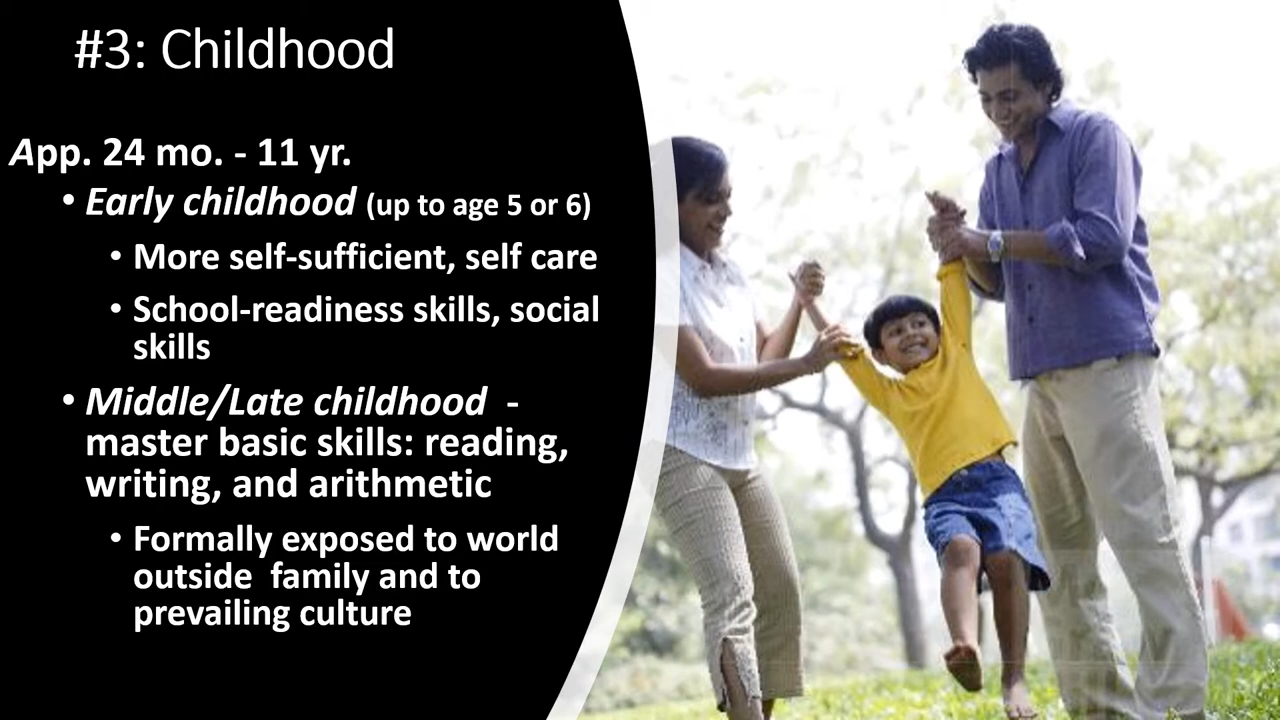 #3: Childhood
App. 24 mo. - 11 yr.
• Early childhood (up to age 5 or 6)
• More self-sufficient, self care
• School-readiness skills, social
skills
• Middle/Late childhood  -
master basic skills: reading,
writing, and arithmetic
• Formally exposed to world
outside  family and to
prevailing culture